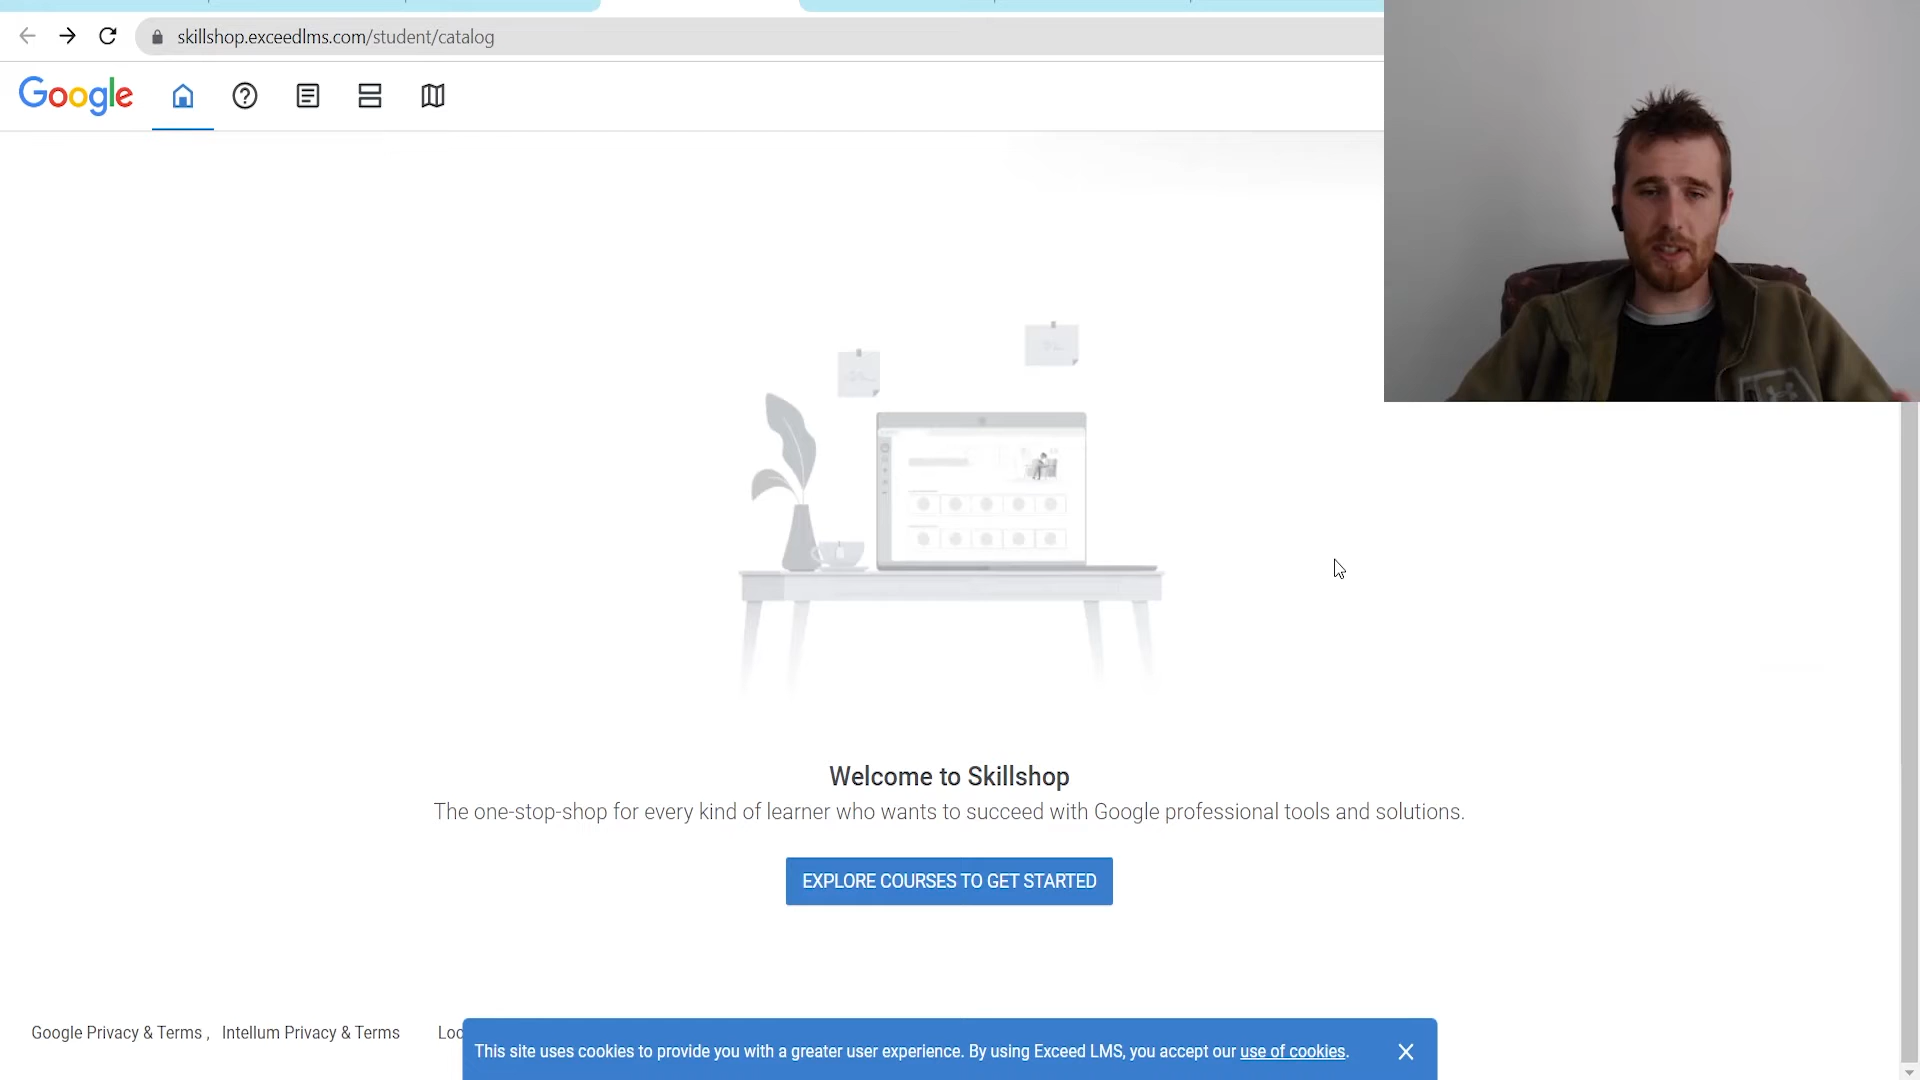 skillshop.exceedlms.com/student/catalog
Google
Welcome to Skillshop
The one-stop-shop for every kind of learner who wants to succeed with Google professional tools and solutions.
EXPLORE COURSES TO GET STARTED
Google Privacy & Terms , Intellum Privacy & Terms
This site uses cookies to provide you with a greater user experience. By using Exceed LMS, you accept our use of cookies.